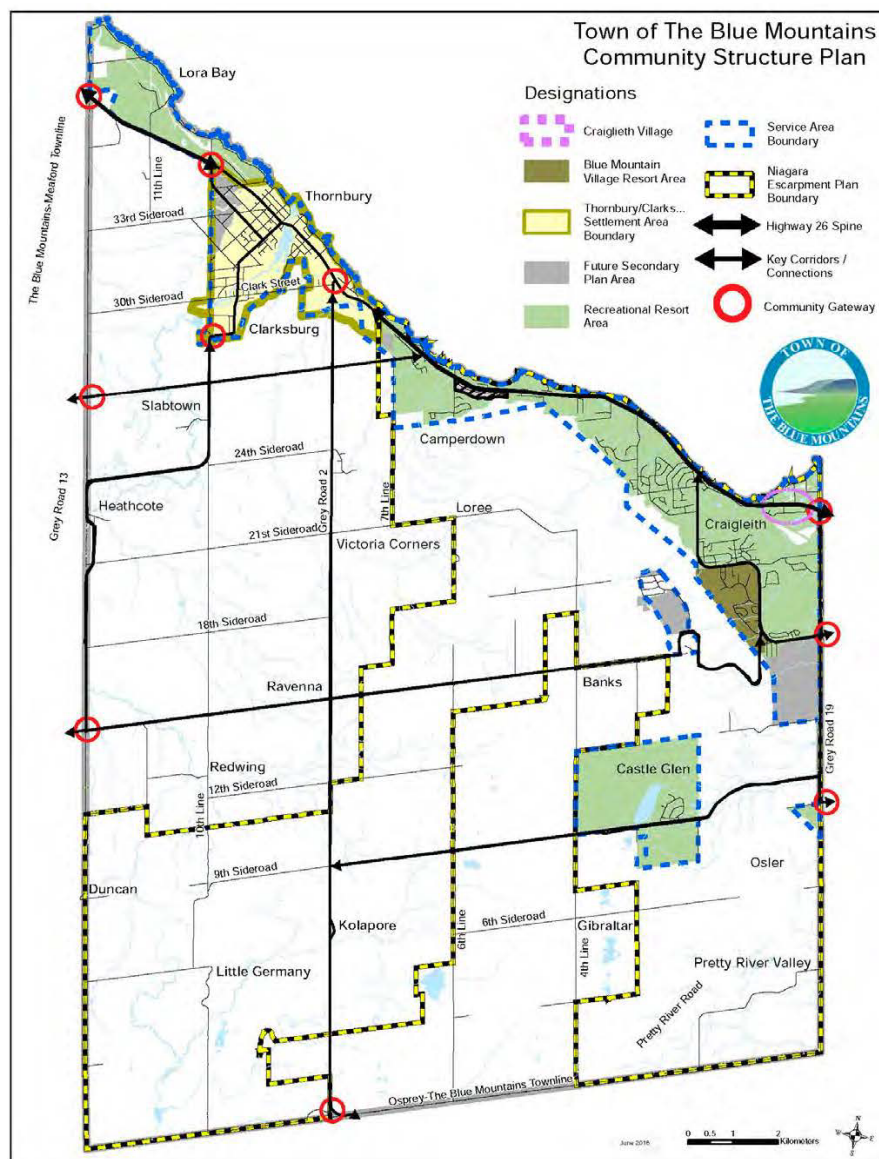 Town of The Blue Mountains
Community Structure Plan
Designations
Craiglieth Village
Blue Mountain
Village Resort Area
Thornbury/Clarks...
Settlement Area
Boundary
Future Secondary
Plan Area
Recreational Resort
Area
Service Area
Boundary
Niagara
Escarpment Plan
Boundary
Highway 26 Spine
Key Corridors /
Connections
Community Gateway
TOWN OF
THE BLUE MOUNTAINS
Lora Bay
The Blue Mountains-Meaford Townline
11th Line
Thornbury
33rd Sideroad
30th Sideroad
Clark Street
Clarksburg
Slabtown
Camperdown
24th Sideroad
Grey Road 13
Heathcote
Grey Road 2
7th Line
Loree
21st Sideroad
Victoria Corners
Craigleith
18th Sideroad
Ravenna
Banks
Redwing
Castle Glen
Grey Road 19
12th Sideroad
10th Line
9th Sideroad
Duncan
Osler
Kolapore
6th Line
6th Sideroad
4th Line
Gibraltar
Little Germany
Pretty River Valley
Pretty River Road
Osprey-The Blue Mountains Townline
June 2016
0 0.5 1 2
Kilometers
N
W E
S